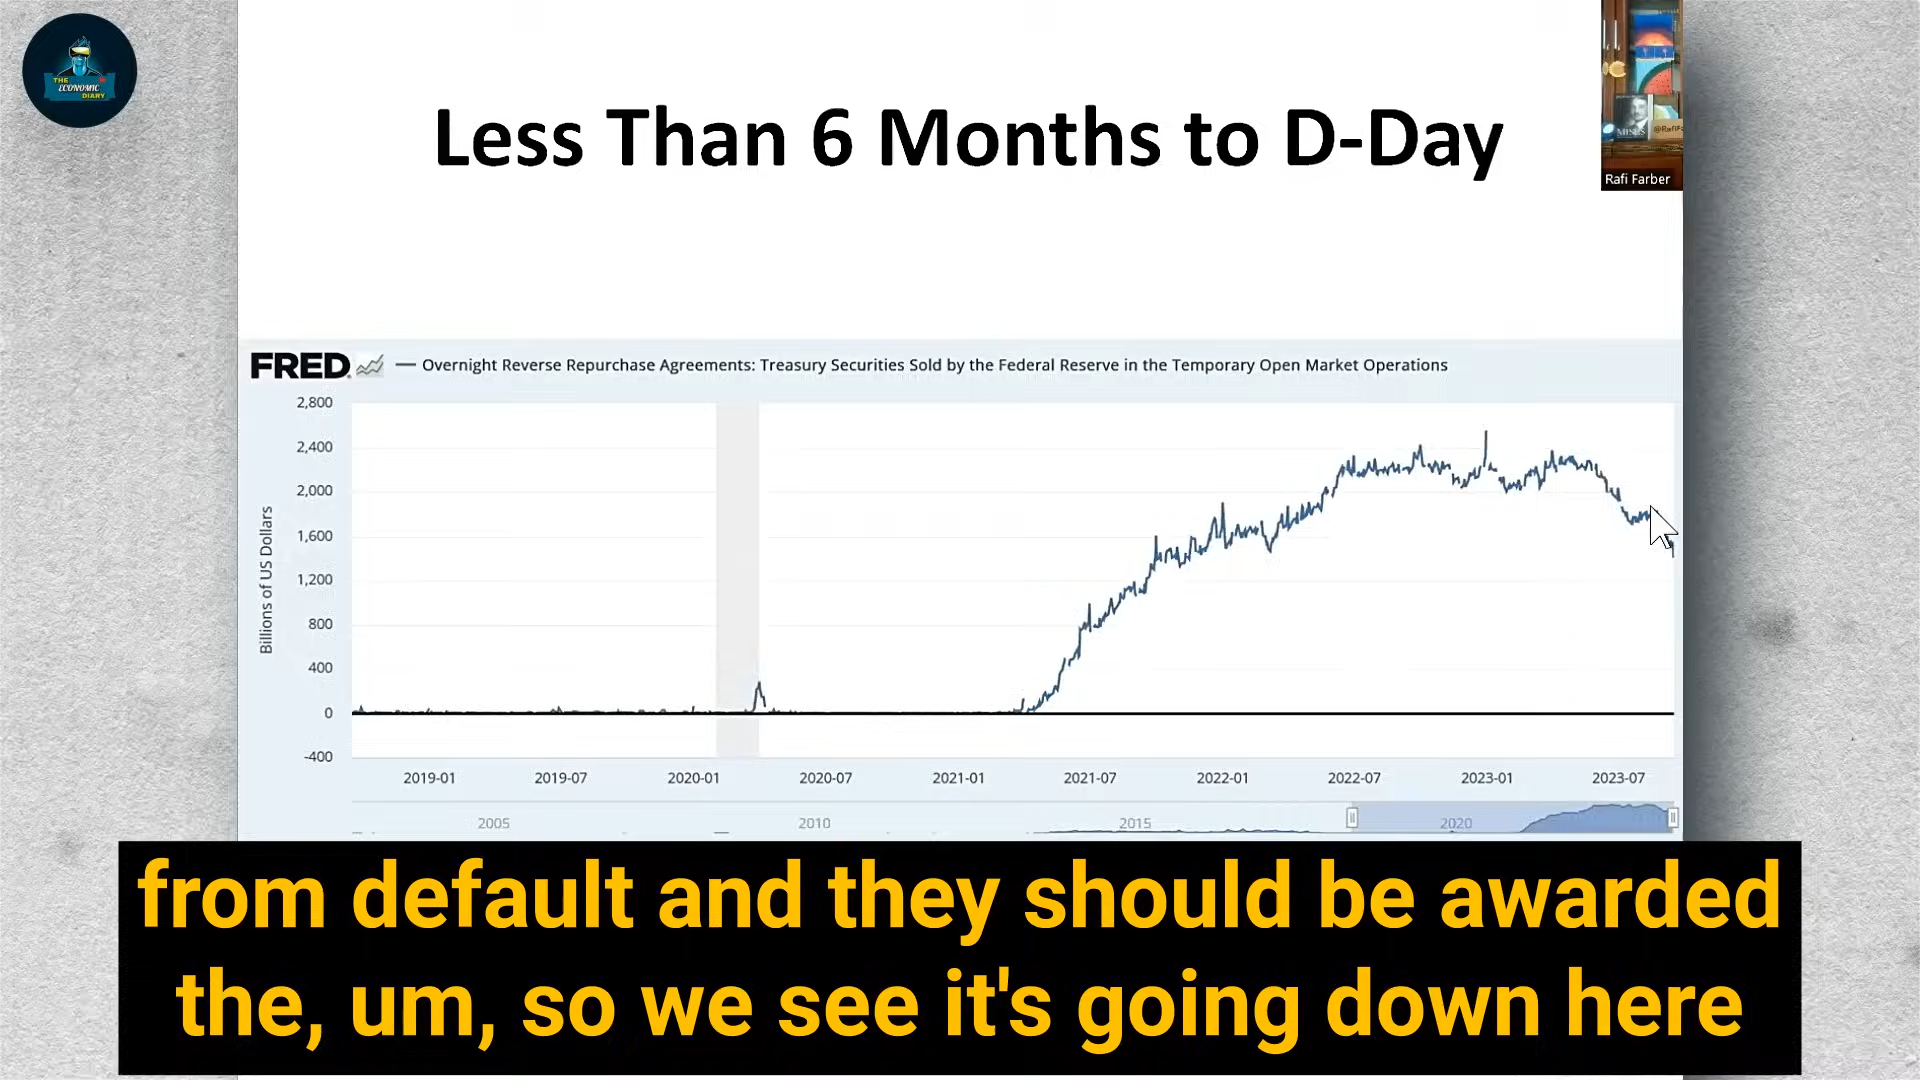 THE
ECONOMIC
DIARY
Less Than 6 Months to D-Day
MISES
Rafi Farber
FRED
Overnight Reverse Repurchase Agreements: Treasury Securities Sold by the Federal Reserve in the Temporary Open Market Operations
2,800
2,400
2,000
1,600
1,200
800
400
0
-400
Billions of US Dollars
2019-01 2019-07 2020-01 2020-07 2021-01 2021-07 2022-01 2022-07 2023-01 2023-07
2005 2010 2015 2020
from default and they should be awarded
the, um, so we see it's going down here